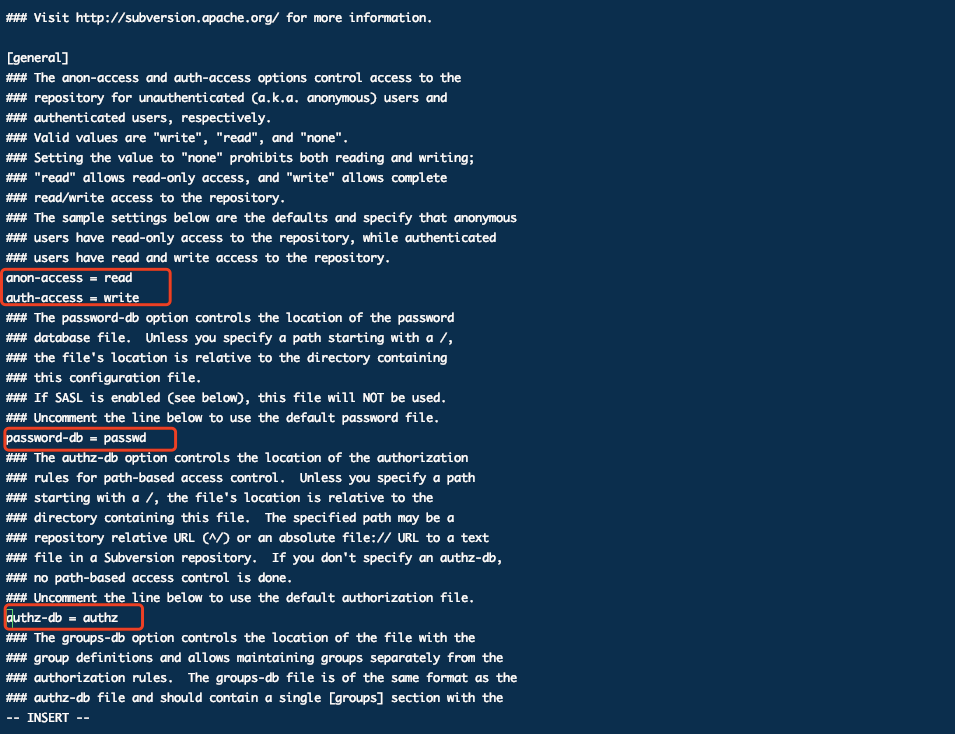 ### Visit http://subversion.apache.org/ for more information.
[general]
### The anon-access and auth-access options control access to the
### repository for unauthenticated (a.k.a. anonymous) users and
### authenticated users, respectively.
### Valid values are "write", "read", and "none".
### Setting the value to "none" prohibits both reading and writing;
### "read" allows read-only access, and "write" allows complete
### read/write access to the repository.
### The sample settings below are the defaults and specify that anonymous
### users have read-only access to the repository, while authenticated
### users have read and write access to the repository.
anon-access = read
auth-access = write
### The password-db option controls the location of the password
### database file.  Unless you specify a path starting with a /,
### the file's location is relative to the directory containing
### this configuration file.
### If SASL is enabled (see below), this file will NOT be used.
### Uncomment the line below to use the default password file.
password-db = passwd
### The authz-db option controls the location of the authorization
### rules for path-based access control.  Unless you specify a path
### starting with a /, the file's location is relative to the
### directory containing this file.  The specified path may be a
### repository relative URL (^/) or an absolute file:// URL to a text
### file in a Subversion repository.  If you don't specify an authz-db,
### no path-based access control is done.
### Uncomment the line below to use the default authorization file.
authz-db = authz
### The groups-db option controls the location of the file with the
### group definitions and allows maintaining groups separately from the
### authorization rules.  The groups-db file is of the same format as the
### authz-db file and should contain a single [groups] section with the
-- INSERT --